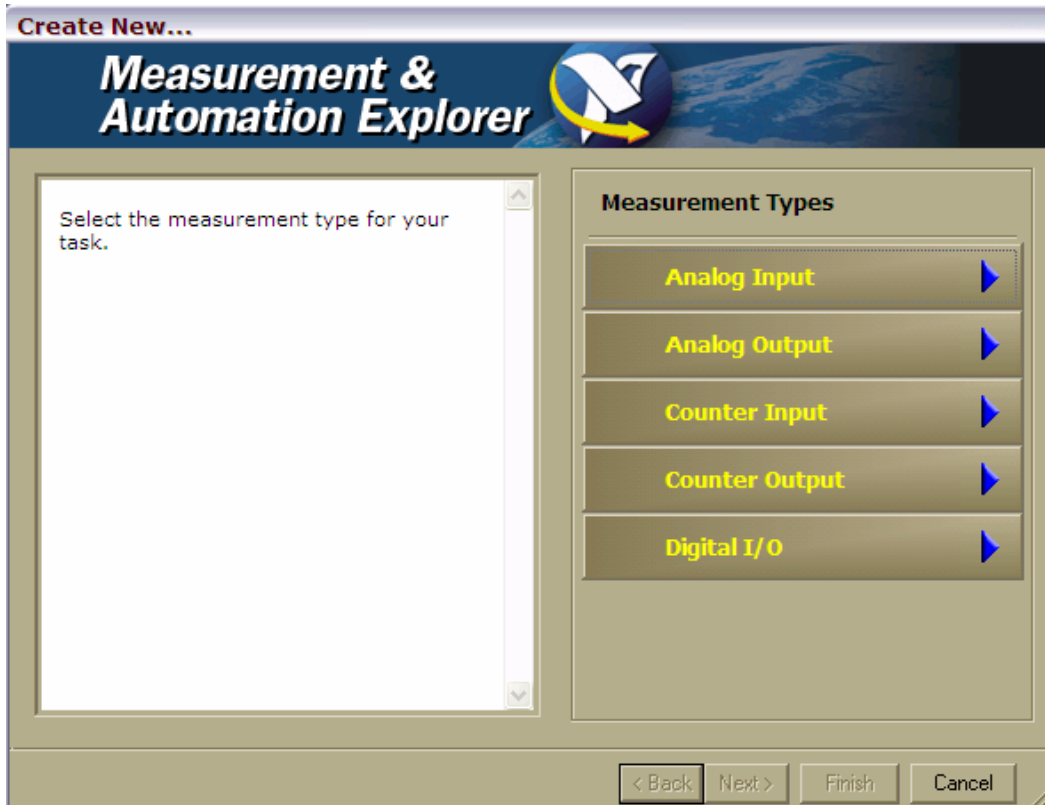 Create New...
Measurement &
Automation Explorer
Select the measurement type for your
task.
Measurement Types
Analog Input
Analog Output
Counter Input
Counter Output
Digital I/O
< Back
Next >
Finish
Cancel